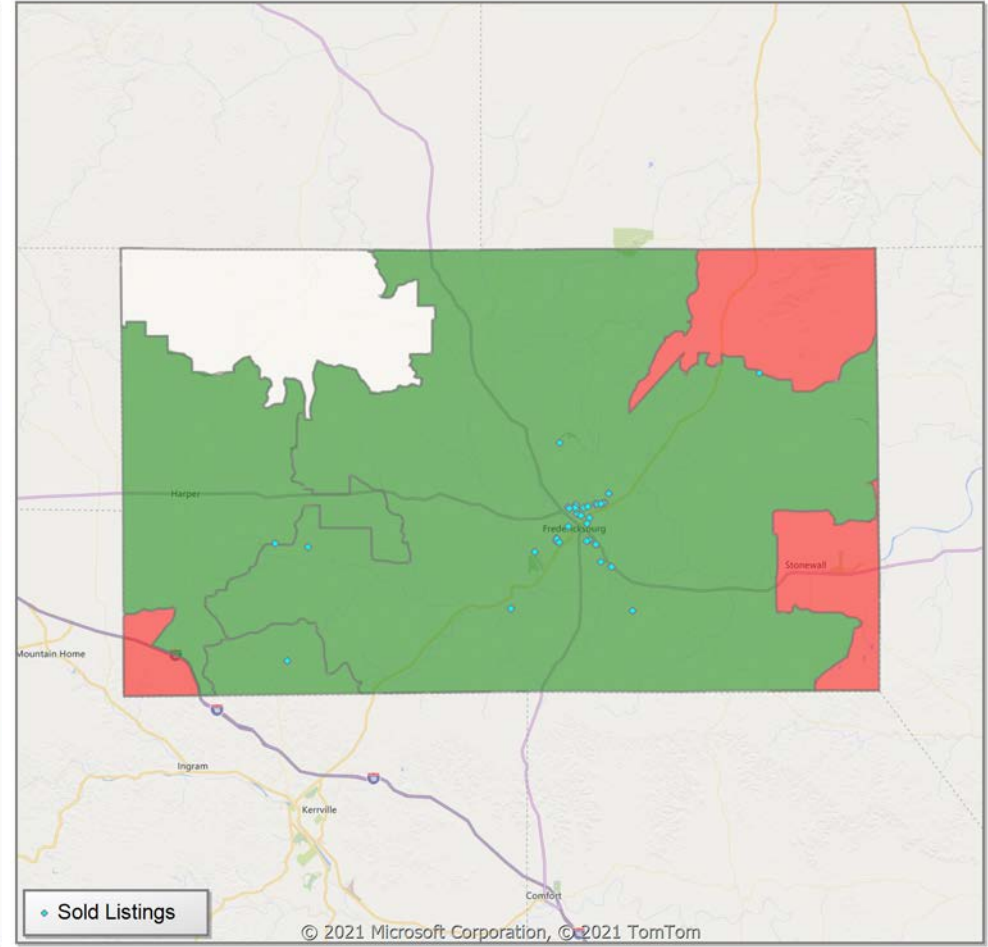 Harper
Fredericksburg
Stonewall
Mountain Home
Ingram
Kerrville
Comfort
Sold Listings
© 2021 Microsoft Corporation, © 2021 TomTom